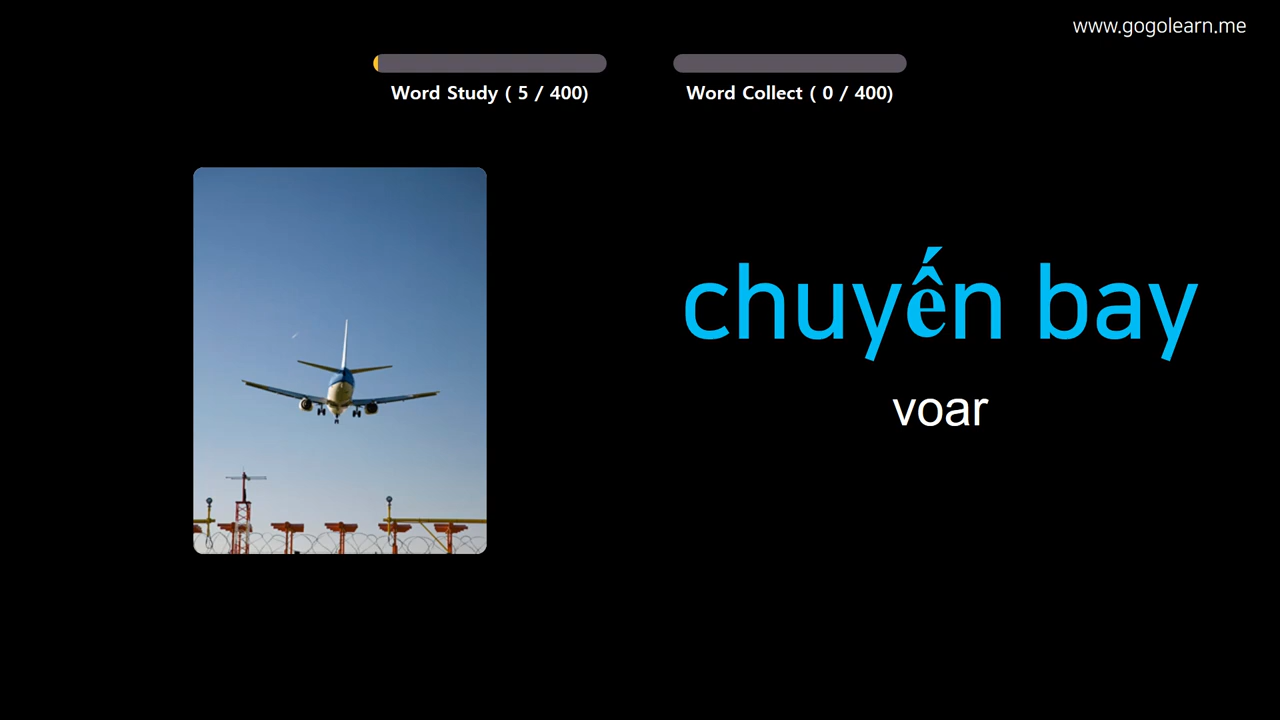 www.gogolearn.me
Word Study ( 5 / 400)
Word Collect ( 0 / 400)
chuyến bay
voar